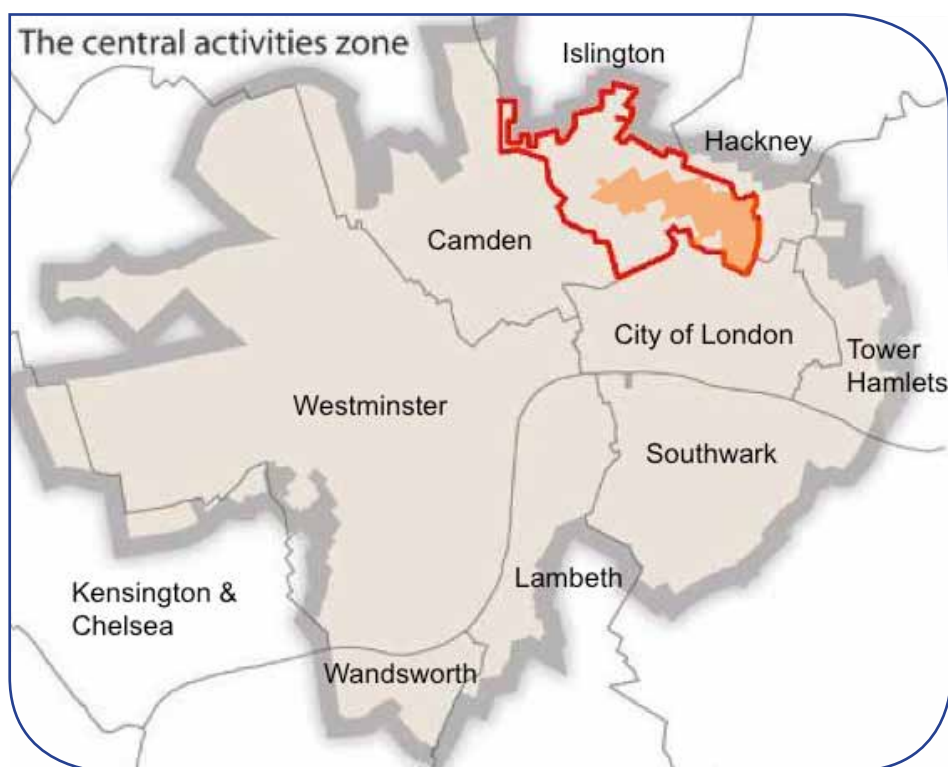 The central activities zone
Islington
Hackney
Camden
City of London
Tower
Hamlets
Westminster
Southwark
Lambeth
Kensington &
Chelsea
Wandsworth